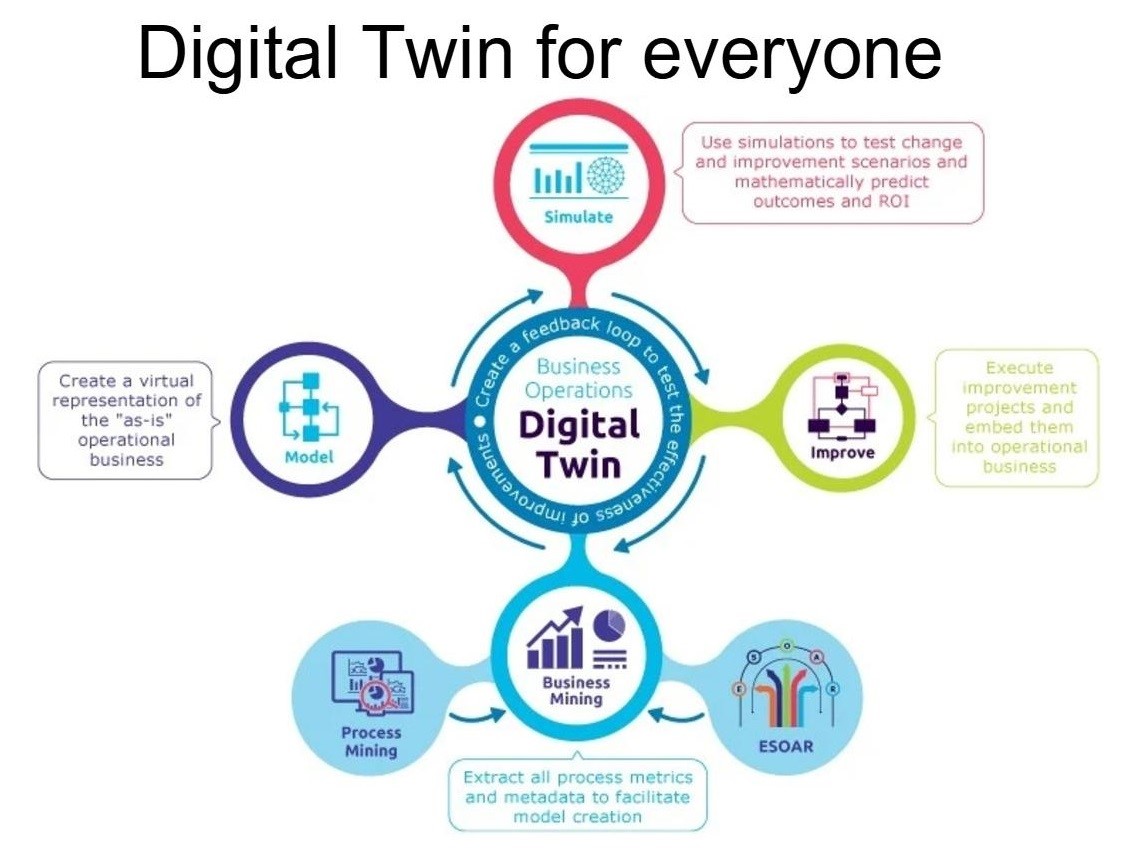 Digital Twin for everyone
Simulate
Use simulations to test change
and improvement scenarios and
mathematically predict
outcomes and ROI
Create a feedback loop to test the effectiveness of improvements
Business
Operations
Digital
Twin
Create a virtual
representation of
the "as-is"
operational
business
Model
Improve
Execute
improvement
projects and
embed them
into operational
business
Business
Mining
Process
Mining
E S O A R
ESOAR
Extract all process metrics
and metadata to facilitate
model creation